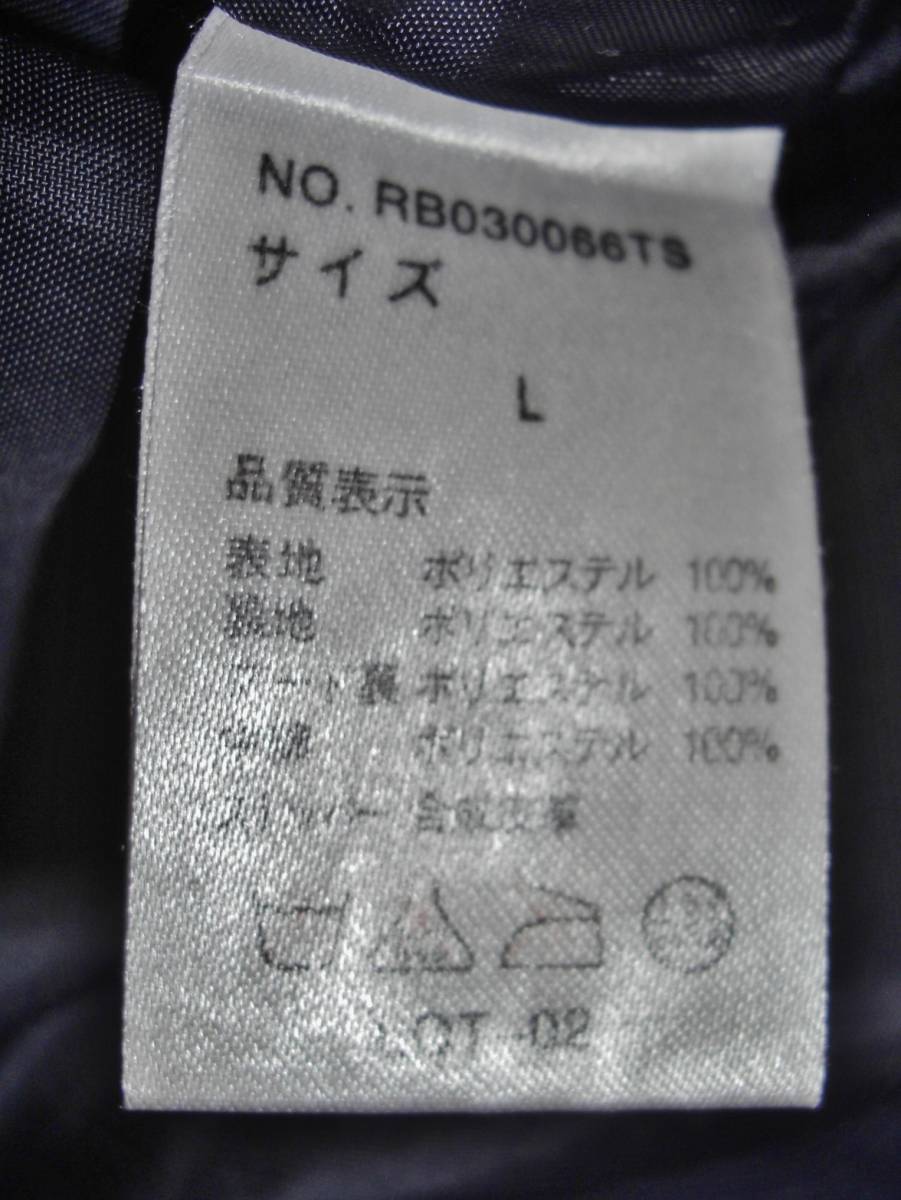 NO. RB030066TS
サイズ
L
品質表示
表地 ポリエステル 100%
裏地 ポリエステル 100%
ポリエステル 100%
中綿 ポリエステル 100%
合成皮革
LOT -02